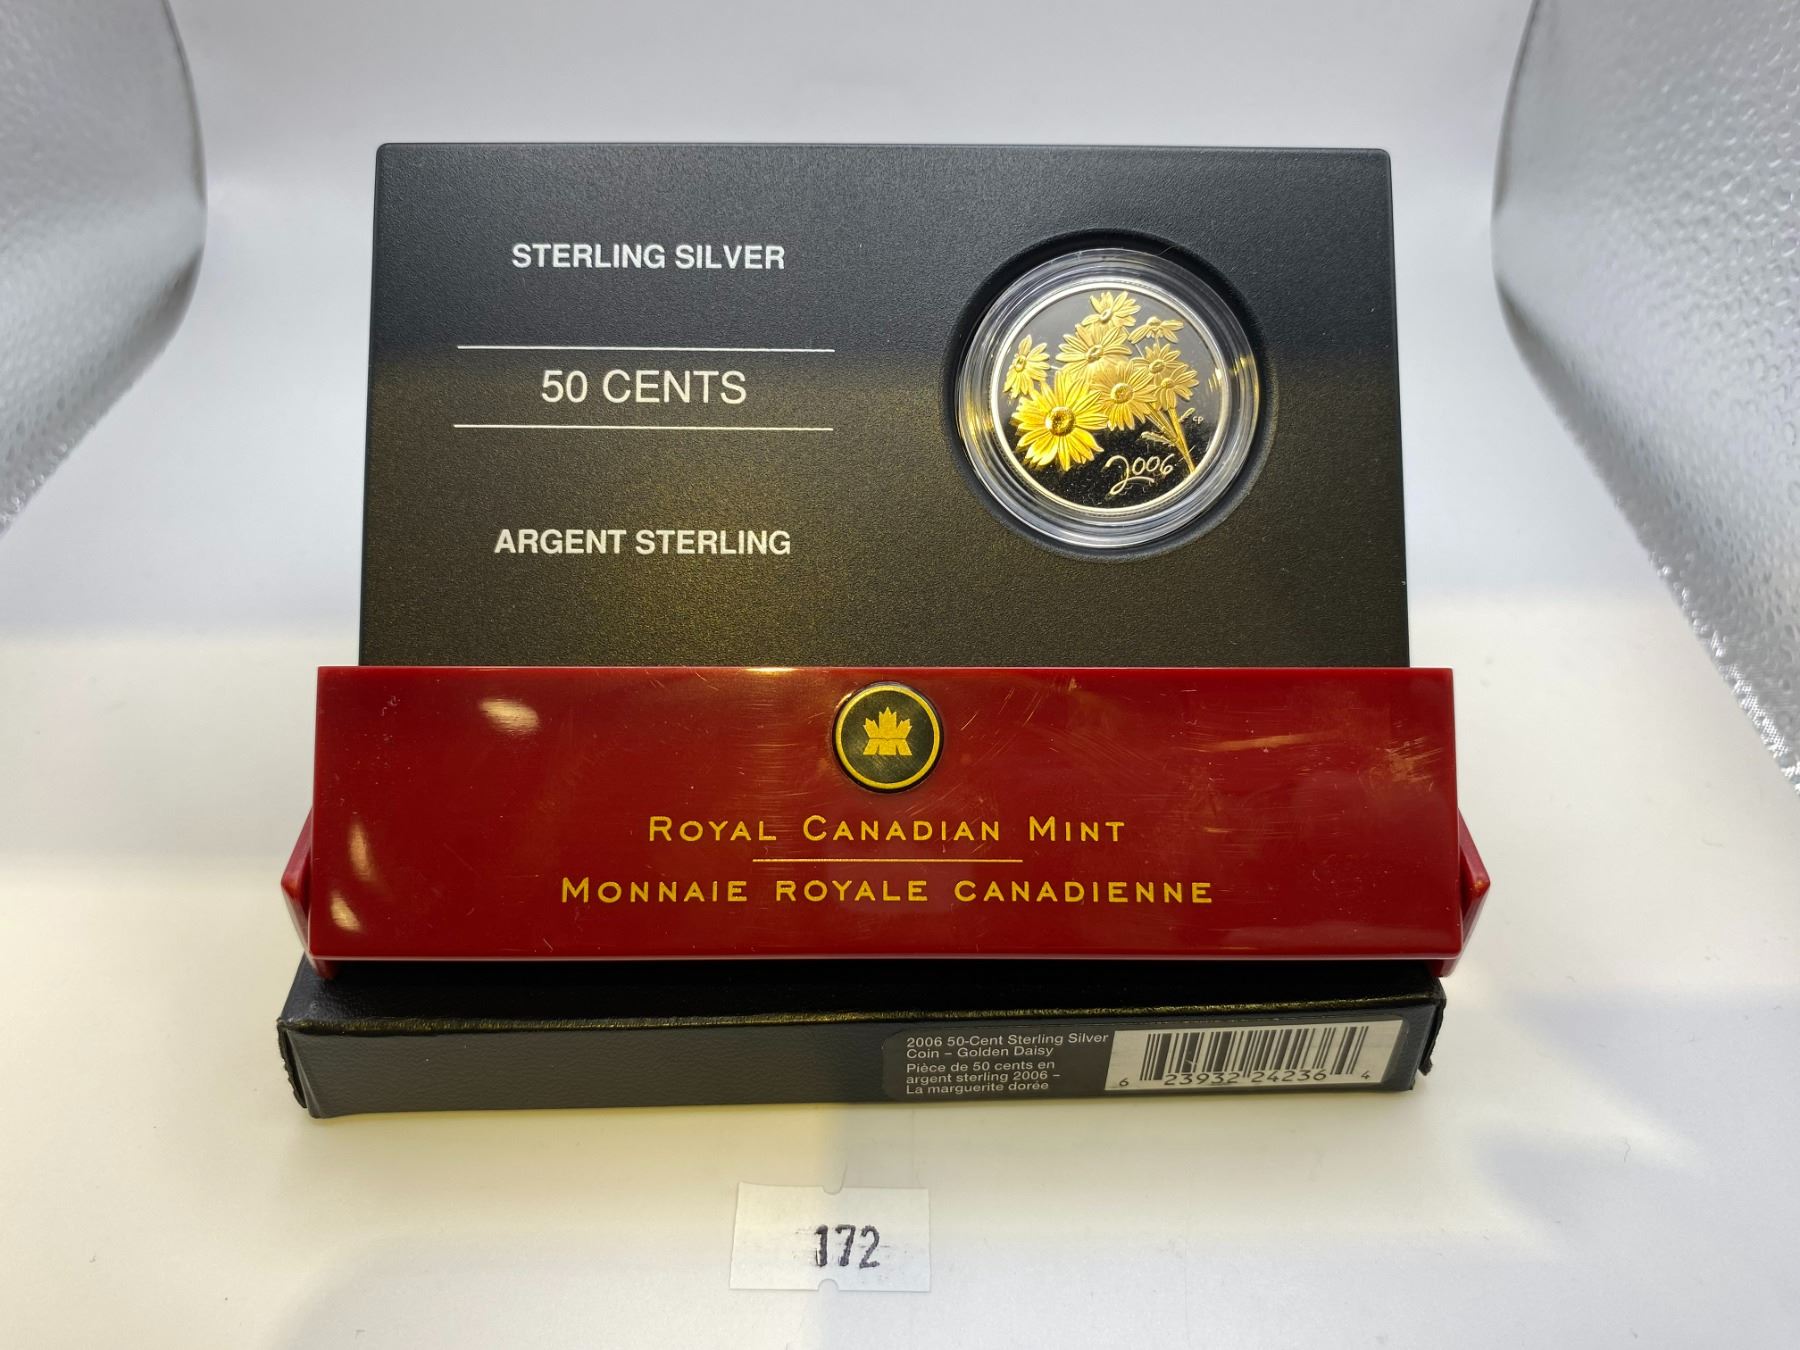 STERLING SILVER
50 CENTS
ARGENT STERLING
CP
2006
ROYAL CANADIAN MINT
MONNAIE ROYALE CANADIENNE
2006 50-Cent Sterling Silver
Coin – Golden Daisy
Pièce de 50 cents en
argent sterling 2006 –
La marguerite dorée
6 23932 24236 4
172